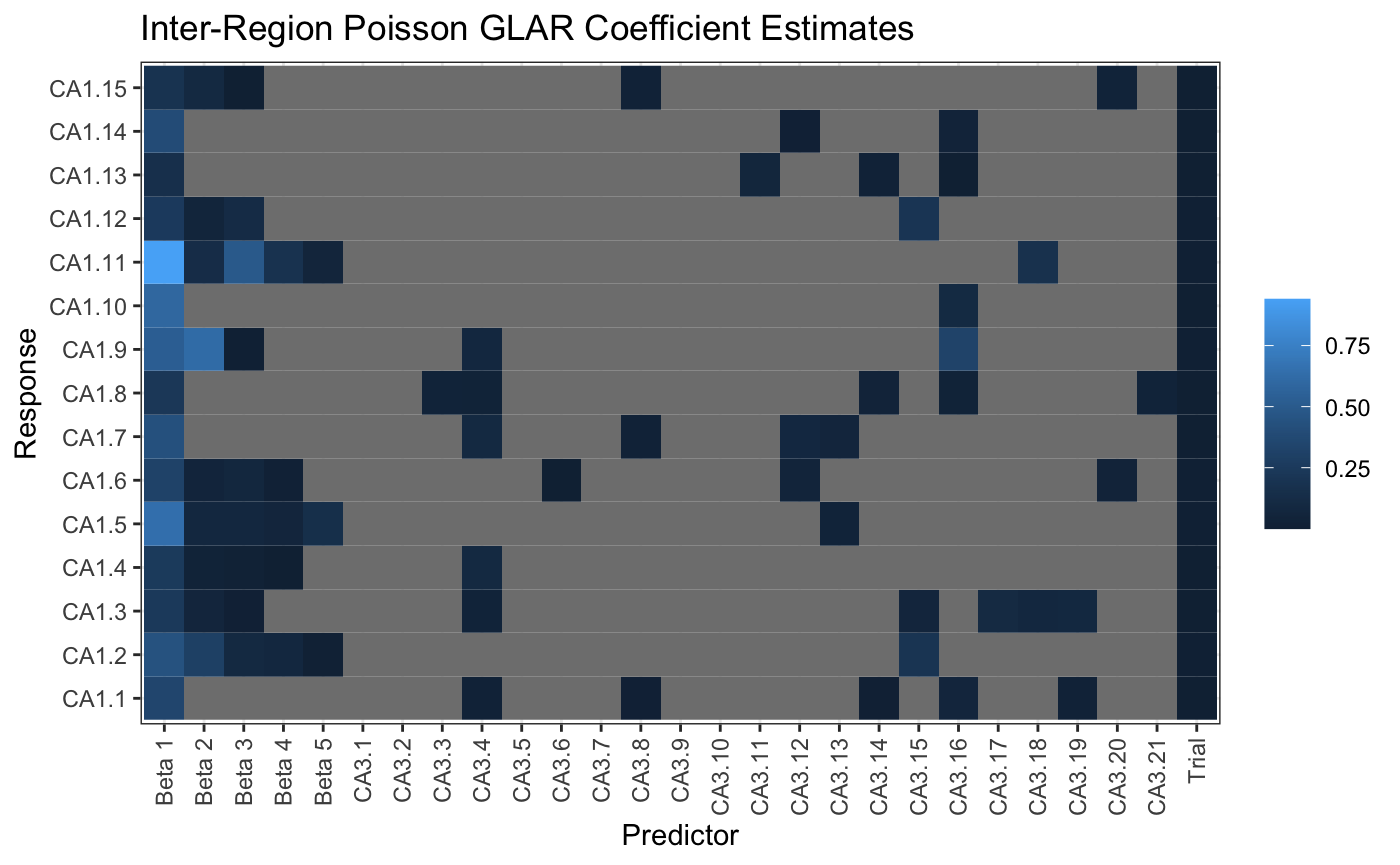 Inter-Region Poisson GLAR Coefficient Estimates
Response
CA1.15
CA1.14
CA1.13
CA1.12
CA1.11
CA1.10
CA1.9
CA1.8
CA1.7
CA1.6
CA1.5
CA1.4
CA1.3
CA1.2
CA1.1
Beta 1
Beta 2
Beta 3
Beta 4
Beta 5
CA3.1
CA3.2
CA3.3
CA3.4
CA3.5
CA3.6
CA3.7
CA3.8
CA3.9
CA3.10
CA3.11
CA3.12
CA3.13
CA3.14
CA3.15
CA3.16
CA3.17
CA3.18
CA3.19
CA3.20
CA3.21
Trial
Predictor
0.75
0.50
0.25